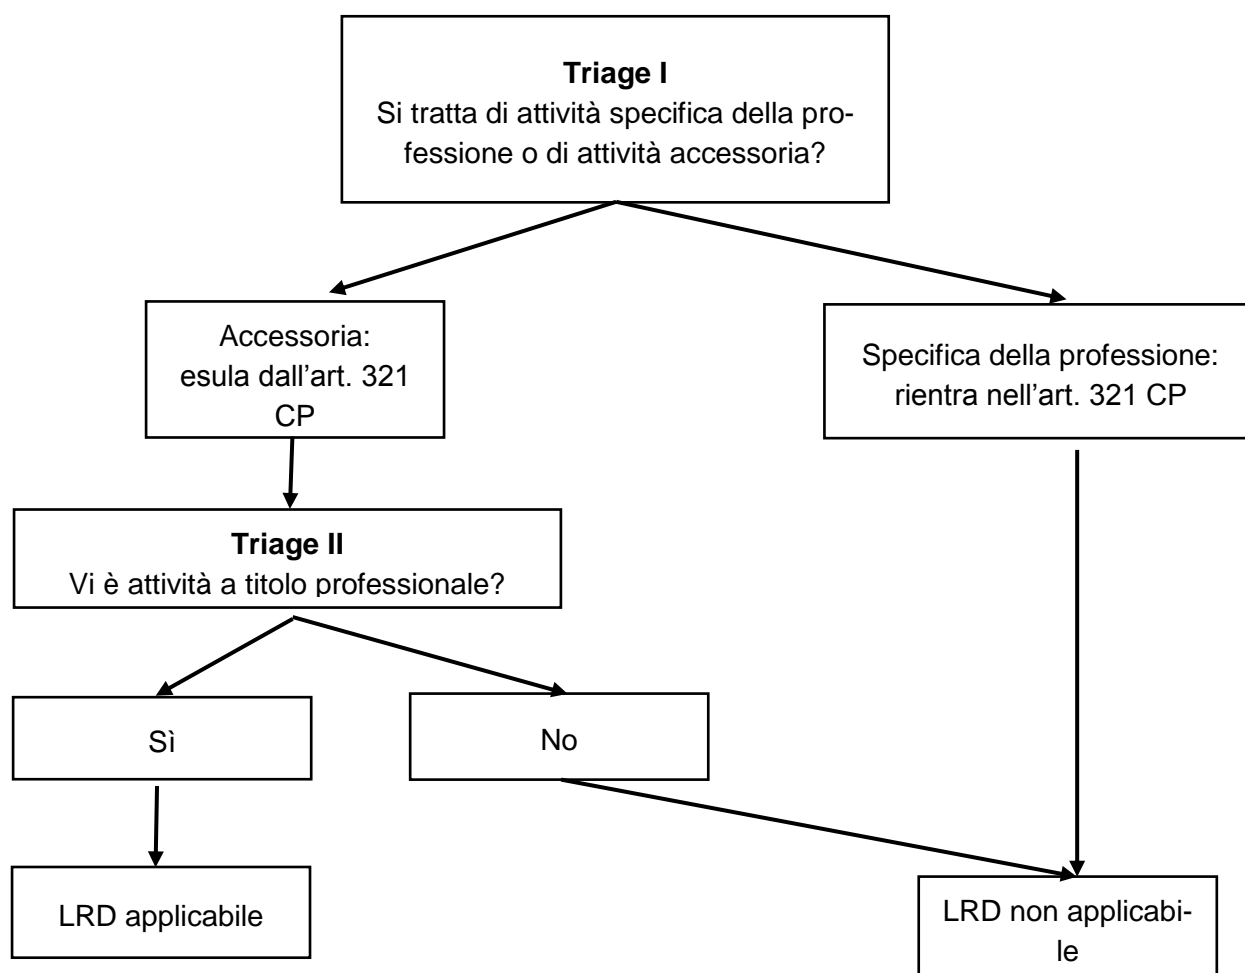 Triage I
Si tratta di attività specifica della pro-
fessione o di attività accessoria?
Accessoria:
esula dall’art. 321
CP
Specifica della professione:
rientra nell’art. 321 CP
Triage II
Vi è attività a titolo professionale?
Sì
No
LRD applicabile
LRD non applicabi-
le